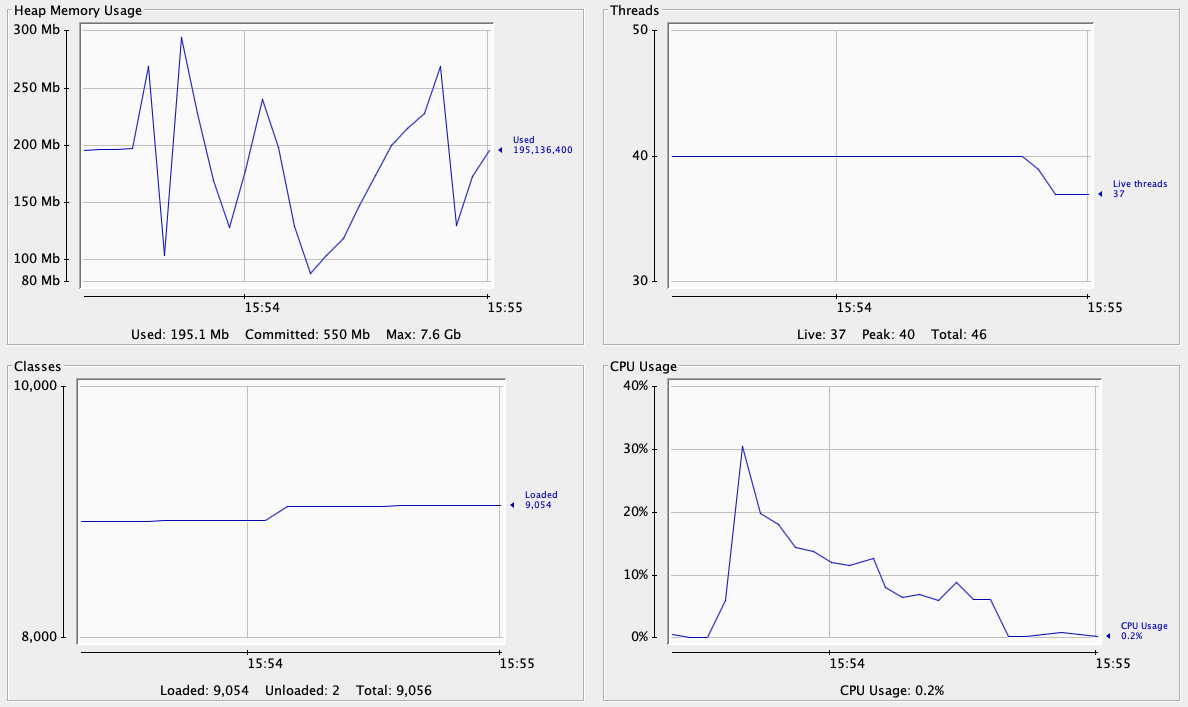 Heap Memory Usage
300 Mb
250 Mb
200 Mb
150 Mb
100 Mb
80 Mb
Used
195,136,400
15:54
15:55
Used: 195.1 Mb Committed: 550 Mb Max: 7.6 Gb
Threads
50
40
30
Live threads
37
15:54
15:55
Live: 37 Peak: 40 Total: 46
Classes
10,000
8,000
Loaded
9,054
15:54
15:55
Loaded: 9,054 Unloaded: 2 Total: 9,056
CPU Usage
40%
30%
20%
10%
0%
CPU Usage
0.2%
15:54
15:55
CPU Usage: 0.2%